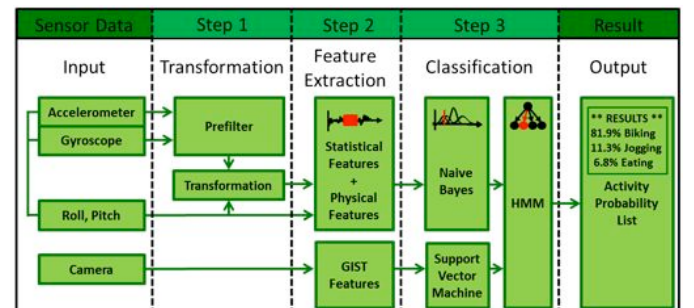 Sensor Data
Step 1
Step 2
Step 3
Result
Input
Transformation
Feature
Extraction
Classification
Output
Accelerometer
Gyroscope
Roll, Pitch
Camera
Prefilter
Transformation
Statistical
Features
+
Physical
Features
GIST
Features
Naive
Bayes
Support
Vector
Machine
HMM
** RESULTS **
81.9% Biking
11.3% Jogging
6.8% Eating
Activity
Probability
List